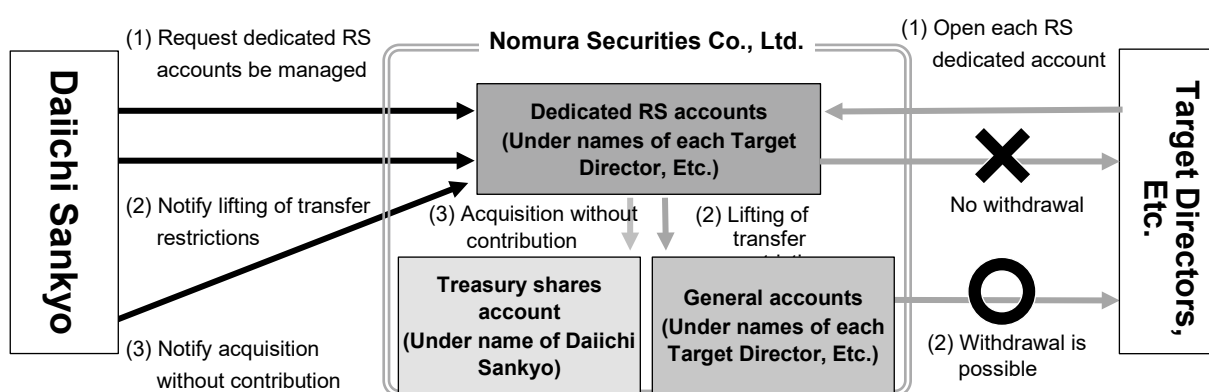 Daiichi Sankyo
(1) Request dedicated RS
accounts be managed
(2) Notify lifting of transfer
restrictions
(3) Notify acquisition
without contribution
Nomura Securities Co., Ltd.
Dedicated RS accounts
(Under names of each Target
Director, Etc.)
(3) Acquisition without
contribution
(2) Lifting of
transfer
Treasury shares
account
(Under name of Daiichi
Sankyo)
General accounts
(Under names of each
Target Director, Etc.)
(1) Open each RS
dedicated account
No withdrawal
(2) Withdrawal is
possible
Target Directors,
Etc.